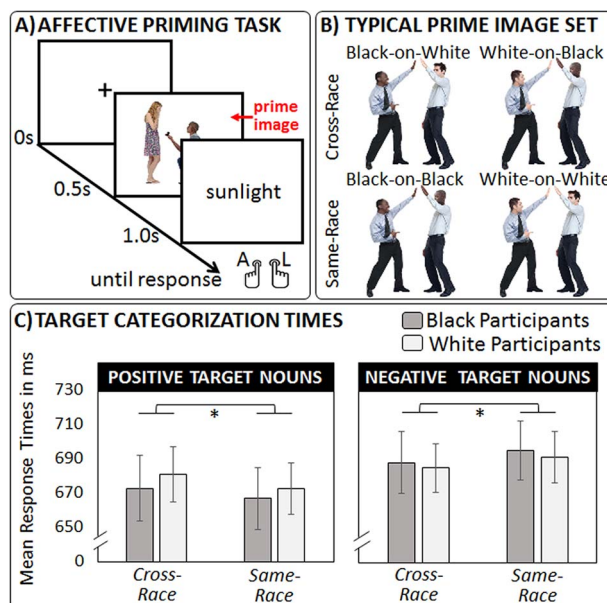 A) AFFECTIVE PRIMING TASK
+
prime
image
sunlight
0s
0.5s
1.0s
until response
A L
B) TYPICAL PRIME IMAGE SET
Black-on-White White-on-Black
Cross-Race
Black-on-Black White-on-White
Same-Race
C) TARGET CATEGORIZATION TIMES
Black Participants
White Participants
POSITIVE TARGET NOUNS
NEGATIVE TARGET NOUNS
Mean Response Times in ms
730
710
690
670
650
0
*
*
Cross-
Race
Same-
Race
Cross-
Race
Same-
Race